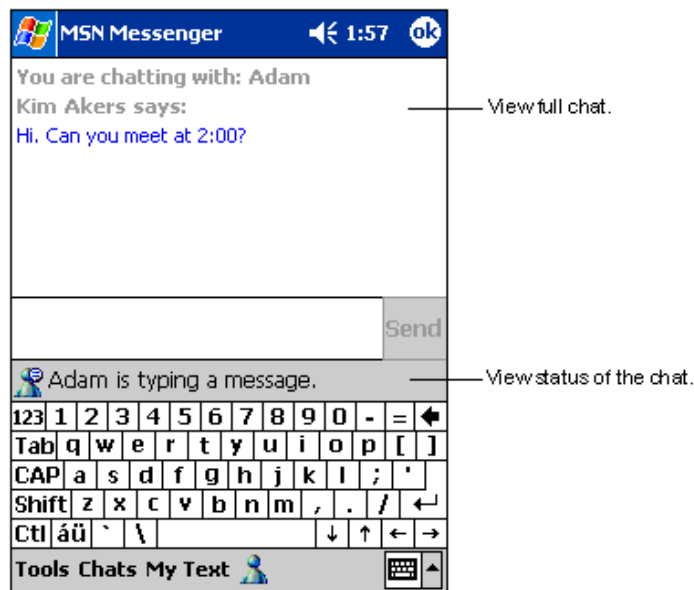 MSN Messenger 1:57 ok
You are chatting with: Adam
Kim Akers says:
View full chat.
Hi. Can you meet at 2:00?
Send
Adam is typing a message.
View status of the chat.
123 1 2 3 4 5 6 7 8 9 0 - =
Tab q w e r t y u i o p [ ]
CAP a s d f g h j k l ; '
Shift z x c v b n m , . /
Ctl áü ` \
Tools Chats My Text